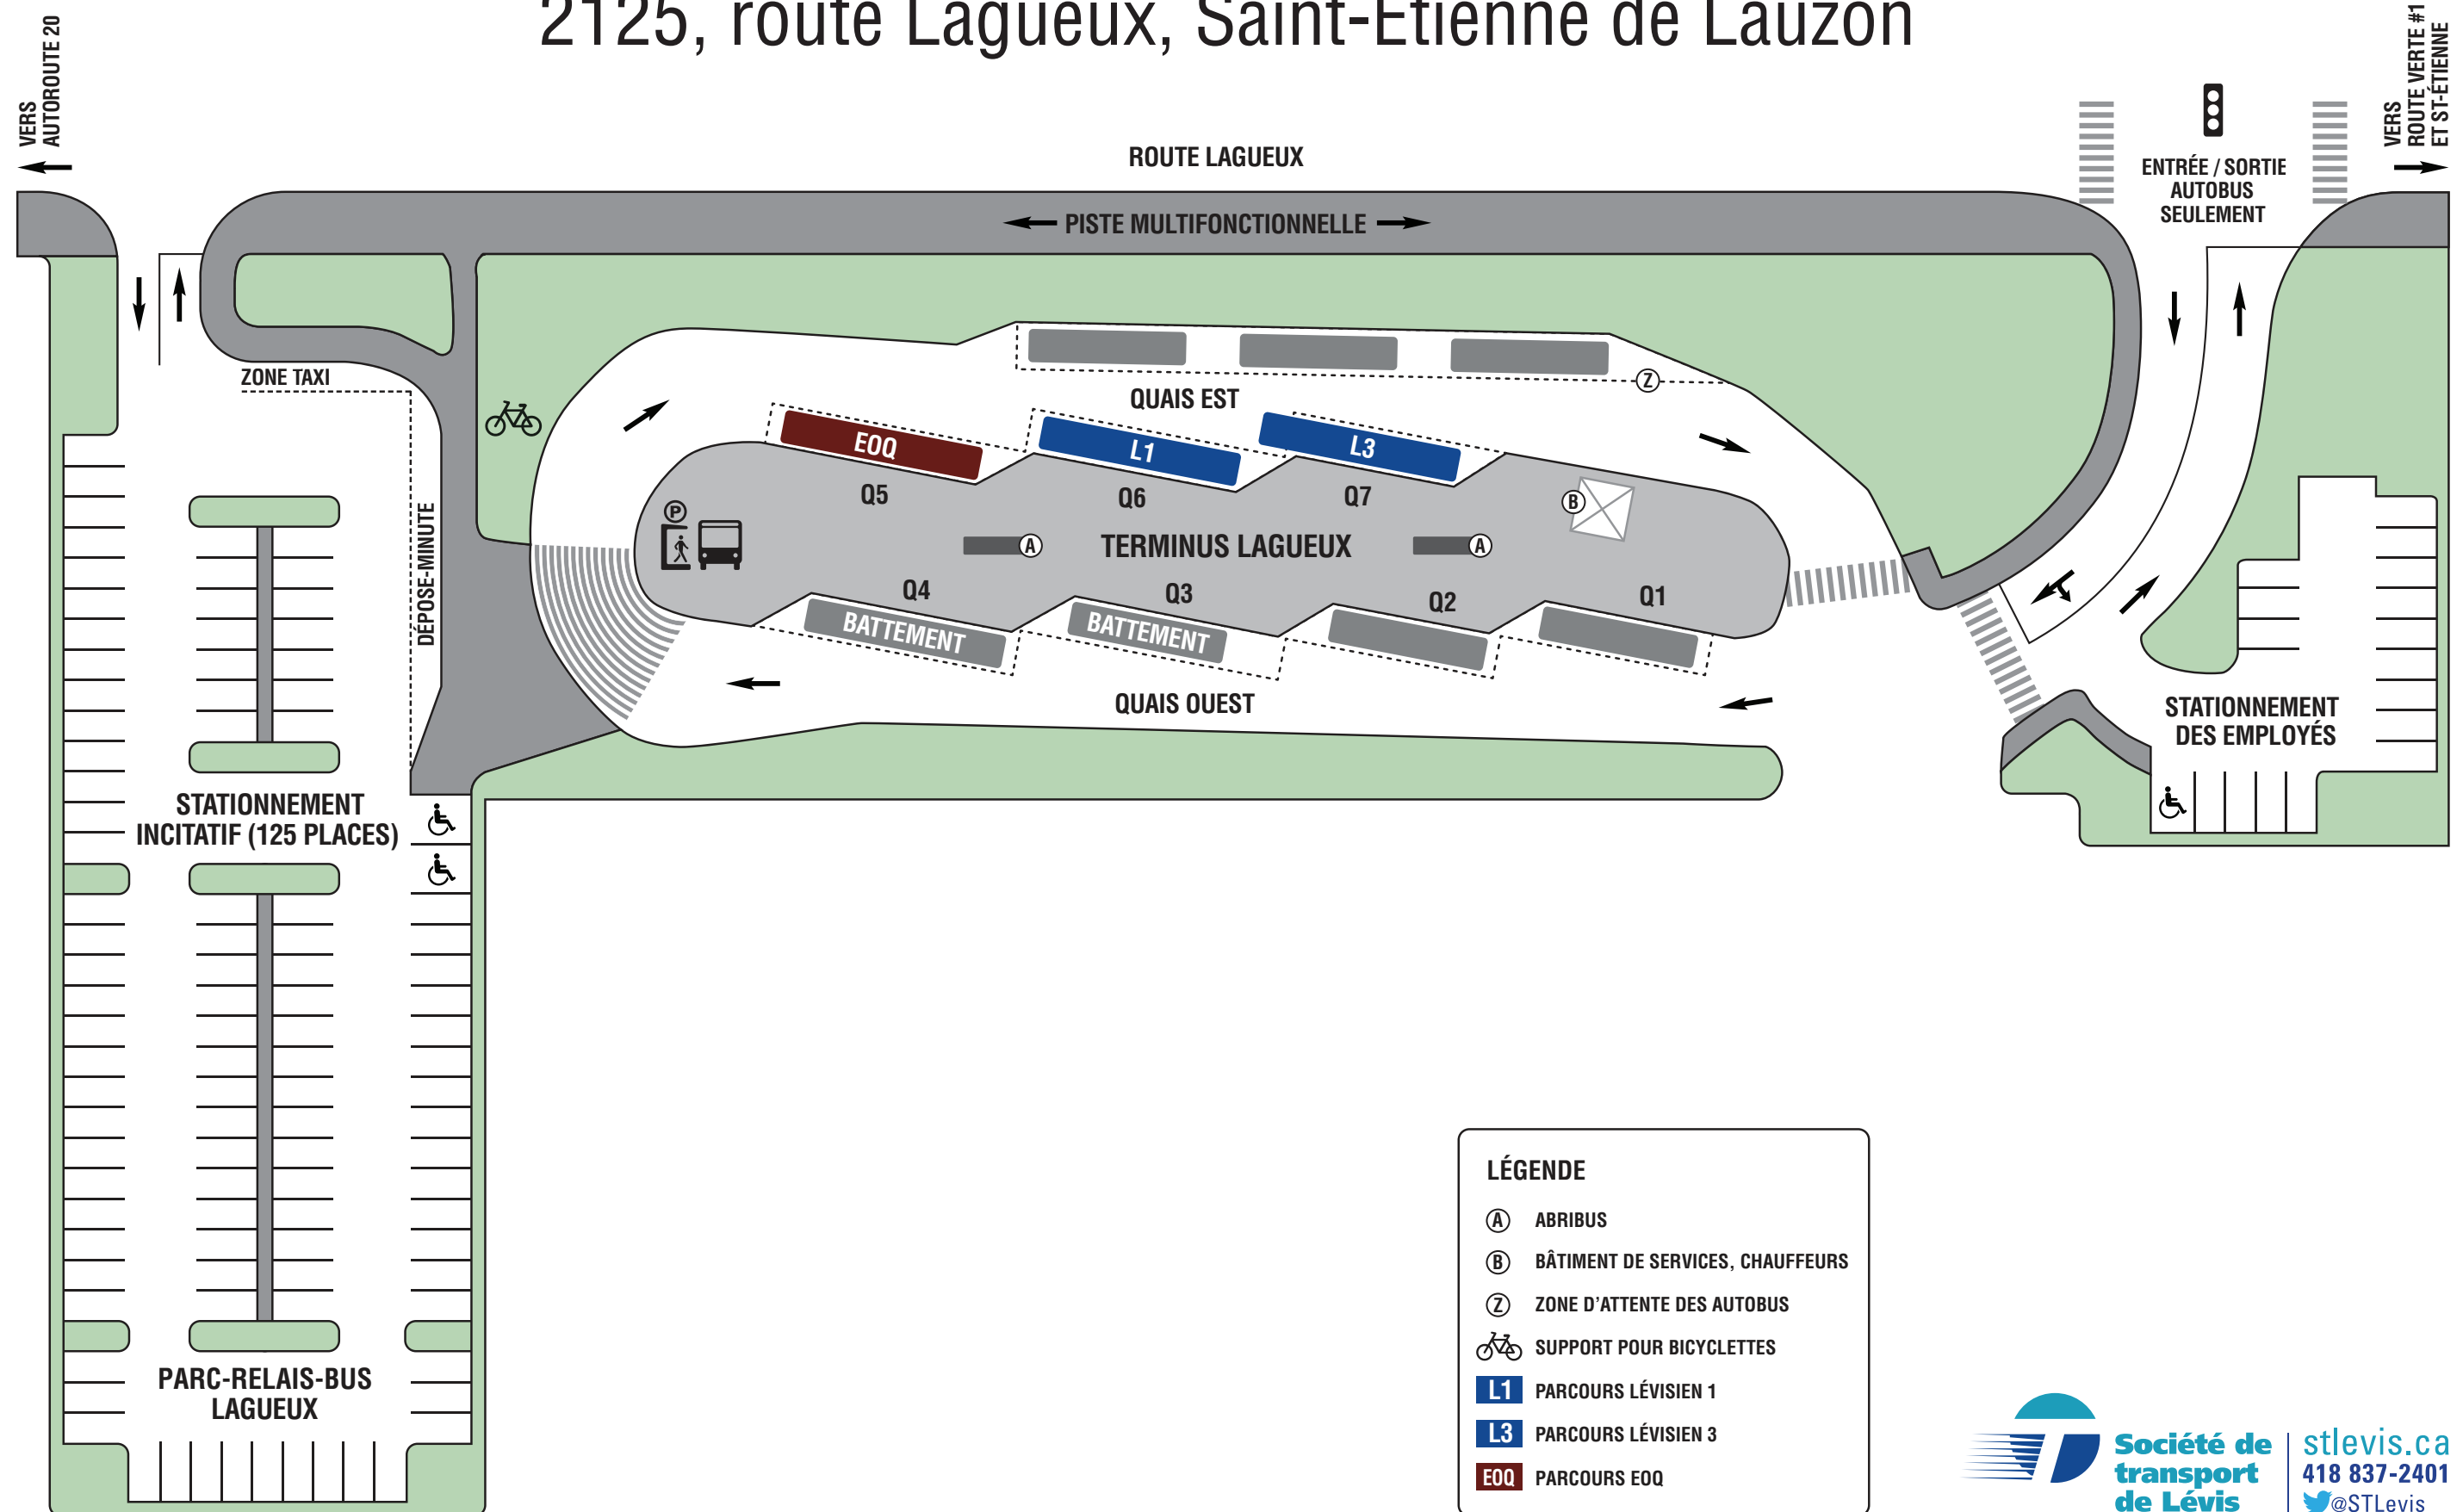 2125, route Lagueux, Saint-Étienne de Lauzon
VERS
AUTOROUTE 20
VERS
ROUTE VERTE #1
ET ST-ÉTIENNE
ROUTE LAGUEUX
ENTRÉE / SORTIE
AUTOBUS
SEULEMENT
PISTE MULTIFONCTIONNELLE
ZONE TAXI
DÉPOSE-MINUTE
Z
QUAIS EST
EOQ
L1
L3
Q5
Q6
Q7
B
P
A
TERMINUS LAGUEUX
A
Q4
Q3
Q2
Q1
BATTEMENT
BATTEMENT
QUAIS OUEST
STATIONNEMENT
DES EMPLOYÉS
STATIONNEMENT
INCITATIF (125 PLACES)
PARC-RELAIS-BUS
LAGUEUX
LÉGENDE
A ABRIBUS
B BÂTIMENT DE SERVICES, CHAUFFEURS
Z ZONE D'ATTENTE DES AUTOBUS
SUPPORT POUR BICYCLETTES
L1 PARCOURS LÉVISIEN 1
L3 PARCOURS LÉVISIEN 3
EOQ PARCOURS EOQ
Société de
transport
de Lévis
stlevis.ca
418 837-2401
@STLevis